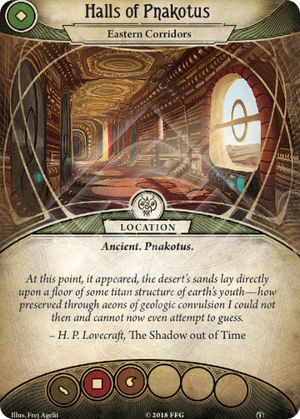 Halls of Pnakotus
Eastern Corridors
LOCATION
Ancient. Pnakotus.
At this point, it appeared, the desert's sands lay directly
upon a floor of some titan structure of earth's youth—how
preserved through aeons of geologic convulsion I could not
then and cannot now even attempt to guess.
– H. P. Lovecraft, The Shadow out of Time
Illus. Frej Agelii
© 2018 FFG